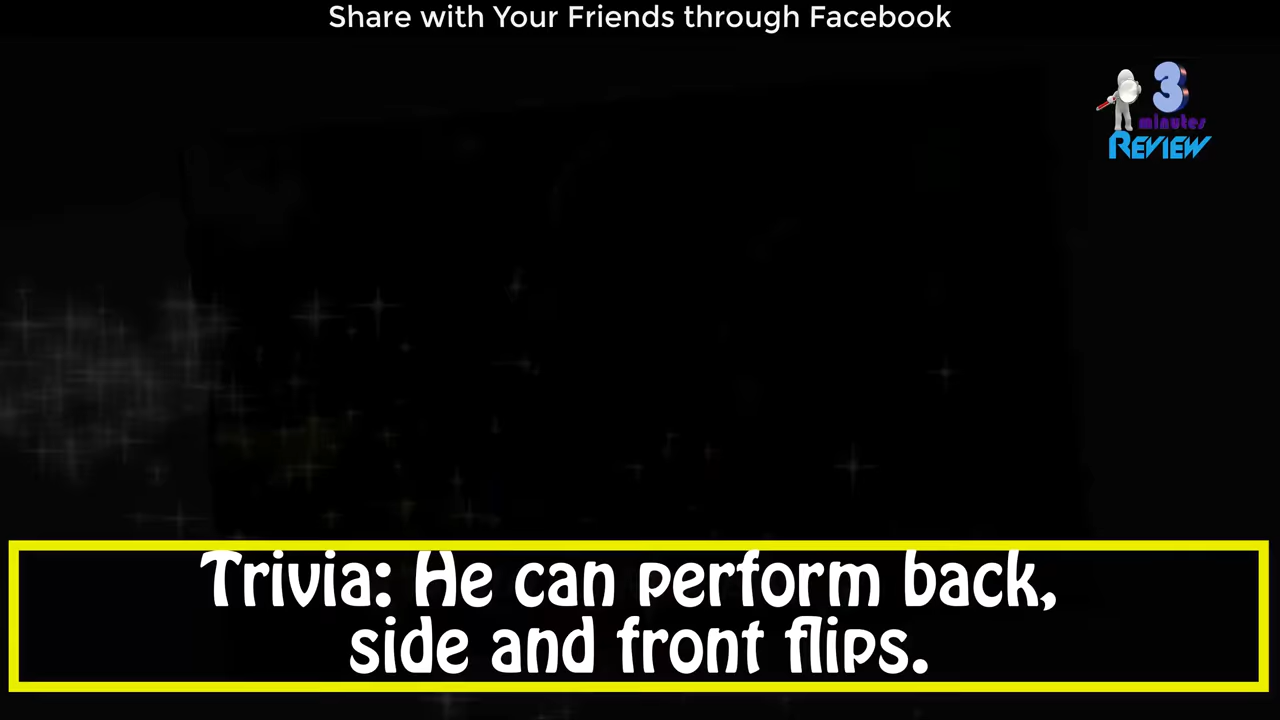 Share with Your Friends through Facebook
3
minutes
REVIEW
Trivia: He can perform back,
side and front flips.